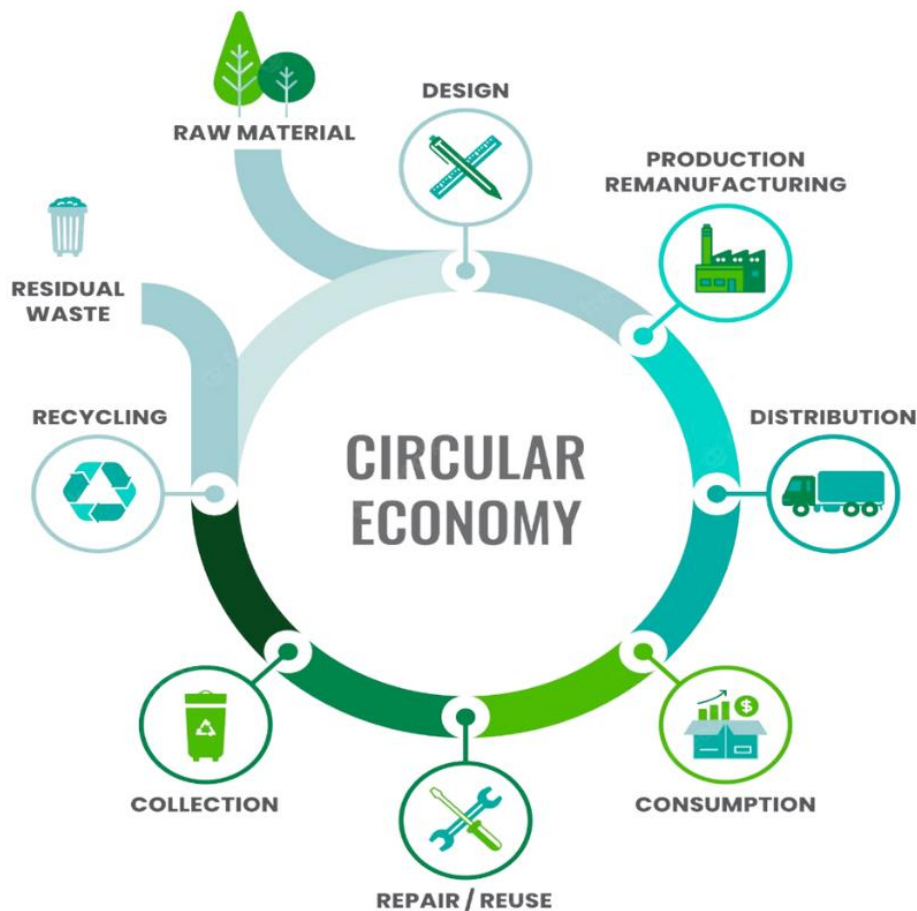 DESIGN
RAW MATERIAL
PRODUCTION
REMANUFACTURING
RESIDUAL
WASTE
RECYCLING
DISTRIBUTION
CIRCULAR
ECONOMY
$
COLLECTION
CONSUMPTION
REPAIR / REUSE